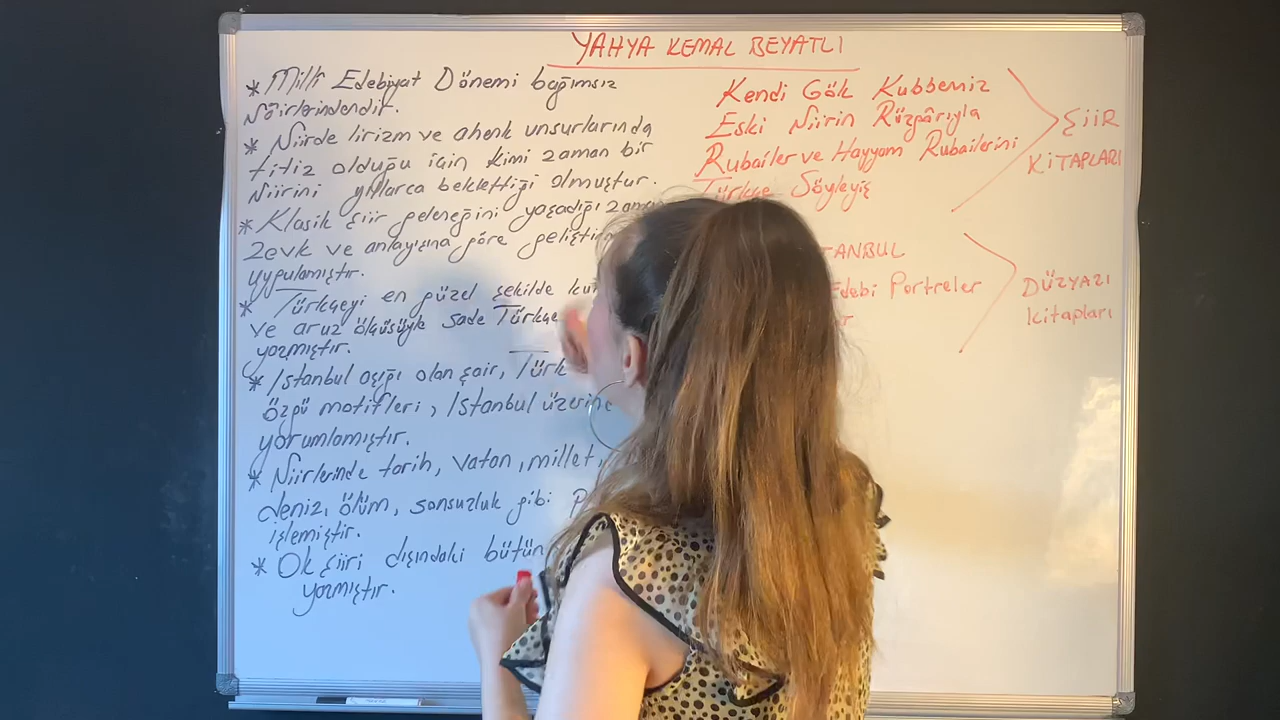 YAHYA KEMAL BEYATLI
* Milli Edebiyat Dönemi bağımsız
şairlerindendir.
* Şiirde lirizm ve ahenk unsurlarında
titiz olduğu için kimi zaman bir
şiirini yıllarca beklettiği olmuştur.
* Klasik şiir geleneğini yaşadığı
zevk ve anlayışına göre
uygulamıştır.
* Türkçeyi en güzel şekilde
ve aruz ölçüsüyle sade Türkçe
yazmıştır.
* İstanbul aşığı olan şair, Türk
özgü motifleri, İstanbul üzerine
yorumlamıştır.
* Şiirlerinde tarih, vatan, millet,
deniz, ölüm, sonsuzluk gibi
işlemiştir.
* Ok şiiri dışındaki bütün
yazmıştır.
Kendi Gök Kubbemiz
Eski Şiirin Rüzgârıyla
Rubailer ve Hayyam Rubailerini
Türkçe Söyleyiş
ŞİİR
KİTAPLARI
TANBUL
Edebi Portreler
DÜZYAZI
kitapları